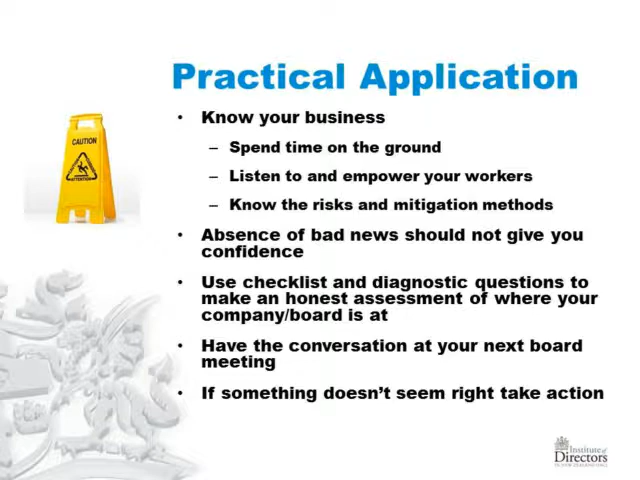 Practical Application
• Know your business
– Spend time on the ground
– Listen to and empower your workers
– Know the risks and mitigation methods
• Absence of bad news should not give you
confidence
• Use checklist and diagnostic questions to
make an honest assessment of where your
company/board is at
• Have the conversation at your next board
meeting
• If something doesn't seem right take action
CAUTION
ATTENTION
Institute of
Directors